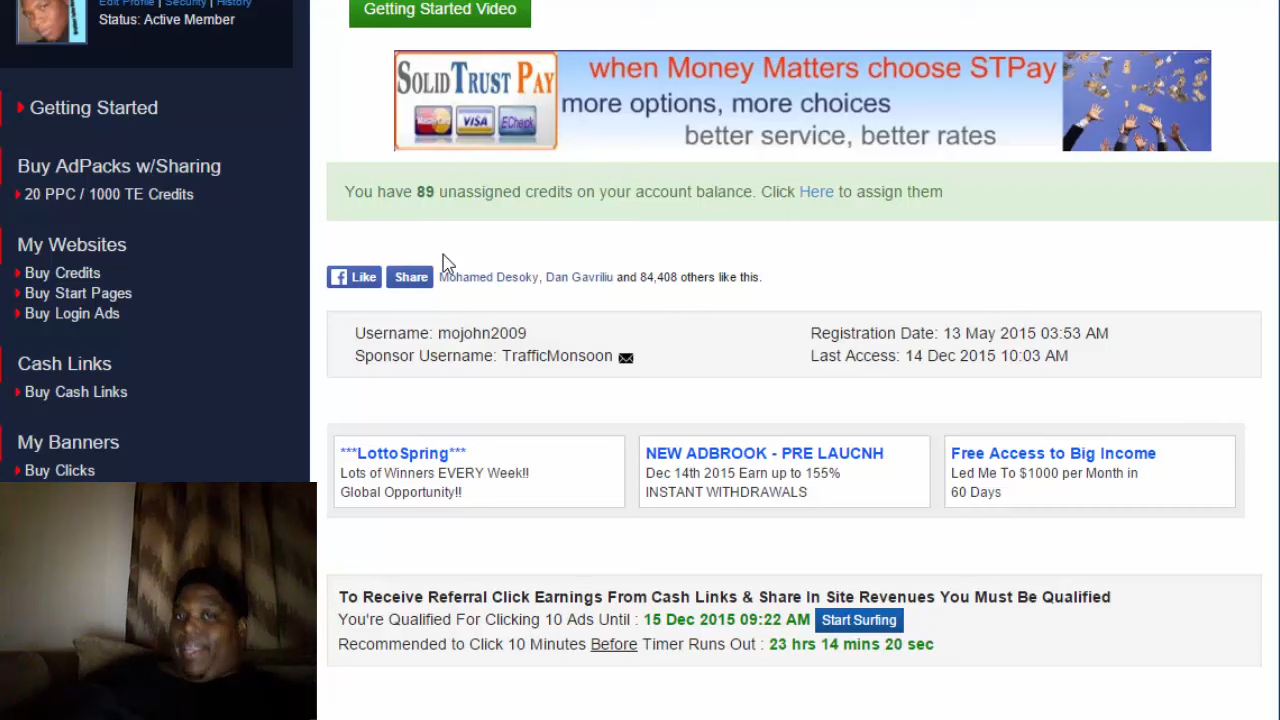 Edit Profile | Security | History
Status: Active Member
Getting Started
Buy AdPacks w/Sharing
20 PPC / 1000 TE Credits
My Websites
Buy Credits
Buy Start Pages
Buy Login Ads
Cash Links
Buy Cash Links
My Banners
Buy Clicks
Getting Started Video
SOLIDTRUST PAY
VISA
ECheck
when Money Matters choose STPay
more options, more choices
better service, better rates
You have 89 unassigned credits on your account balance. Click Here to assign them
Like Share Mohamed Desoky, Dan Gavriliu and 84,408 others like this.
Username: mojohn2009
Registration Date: 13 May 2015 03:53 AM
Sponsor Username: TrafficMonsoon
Last Access: 14 Dec 2015 10:03 AM
***LottoSpring***
Lots of Winners EVERY Week!!
Global Opportunity!!
NEW ADBROOK - PRE LAUCNH
Dec 14th 2015 Earn up to 155%
INSTANT WITHDRAWALS
Free Access to Big Income
Led Me To $1000 per Month in
60 Days
To Receive Referral Click Earnings From Cash Links & Share In Site Revenues You Must Be Qualified
You're Qualified For Clicking 10 Ads Until : 15 Dec 2015 09:22 AM Start Surfing
Recommended to Click 10 Minutes Before Timer Runs Out : 23 hrs 14 mins 20 sec